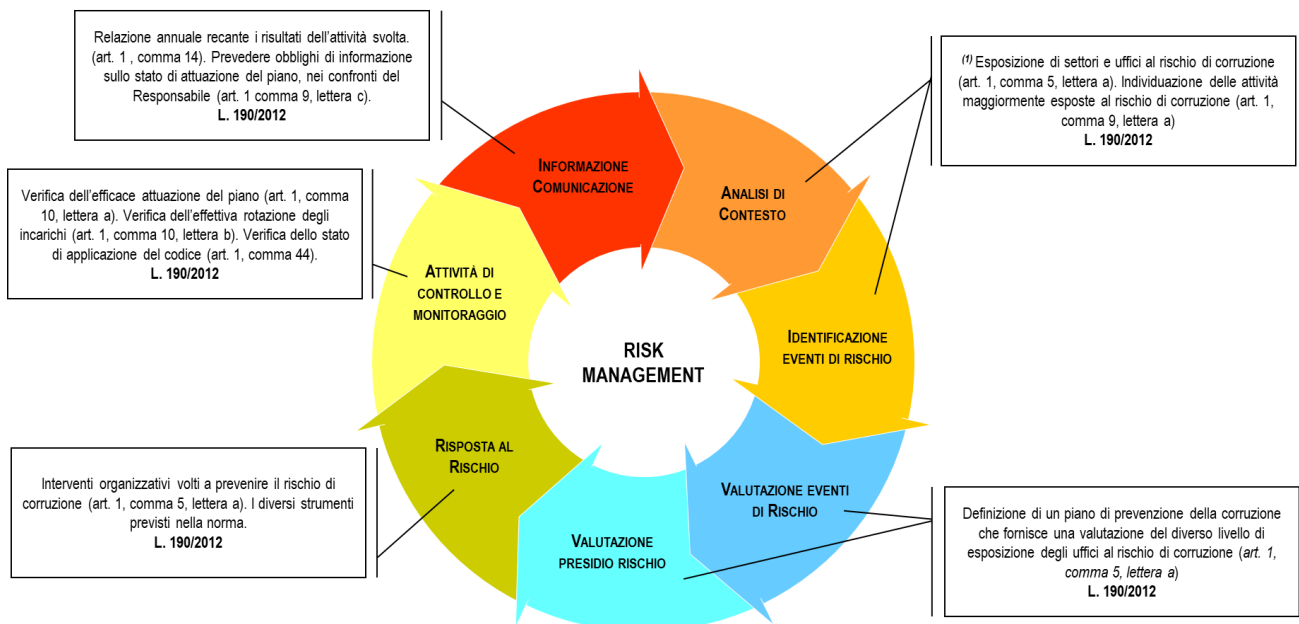 Relazione annuale recante i risultati dell'attività svolta.
(art. 1 , comma 14). Prevedere obblighi di informazione
sullo stato di attuazione del piano, nei confronti del
Responsabile (art. 1 comma 9, lettera c).
L. 190/2012
(1) Esposizione di settori e uffici al rischio di corruzione
(art. 1, comma 5, lettera a). Individuazione delle attività
maggiormente esposte al rischio di corruzione (art. 1,
comma 9, lettera a)
L. 190/2012
INFORMAZIONE
COMUNICAZIONE
ANALISI DI
CONTESTO
Verifica dell'efficace attuazione del piano (art. 1, comma
10, lettera a). Verifica dell'effettiva rotazione degli
incarichi (art. 1, comma 10, lettera b). Verifica dello stato
di applicazione del codice (art. 1, comma 44).
L. 190/2012
ATTIVITÀ DI
CONTROLLO E
MONITORAGGIO
RISK
MANAGEMENT
IDENTIFICAZIONE
EVENTI DI RISCHIO
RISPOSTA AL
RISCHIO
VALUTAZIONE EVENTI
DI RISCHIO
VALUTAZIONE
PRESIDIO RISCHIO
Interventi organizzativi volti a prevenire il rischio di
corruzione (art. 1, comma 5, lettera a). I diversi strumenti
previsti nella norma.
L. 190/2012
Definizione di un piano di prevenzione della corruzione
che fornisce una valutazione del diverso livello di
esposizione degli uffici al rischio di corruzione (art. 1,
comma 5, lettera a)
L. 190/2012